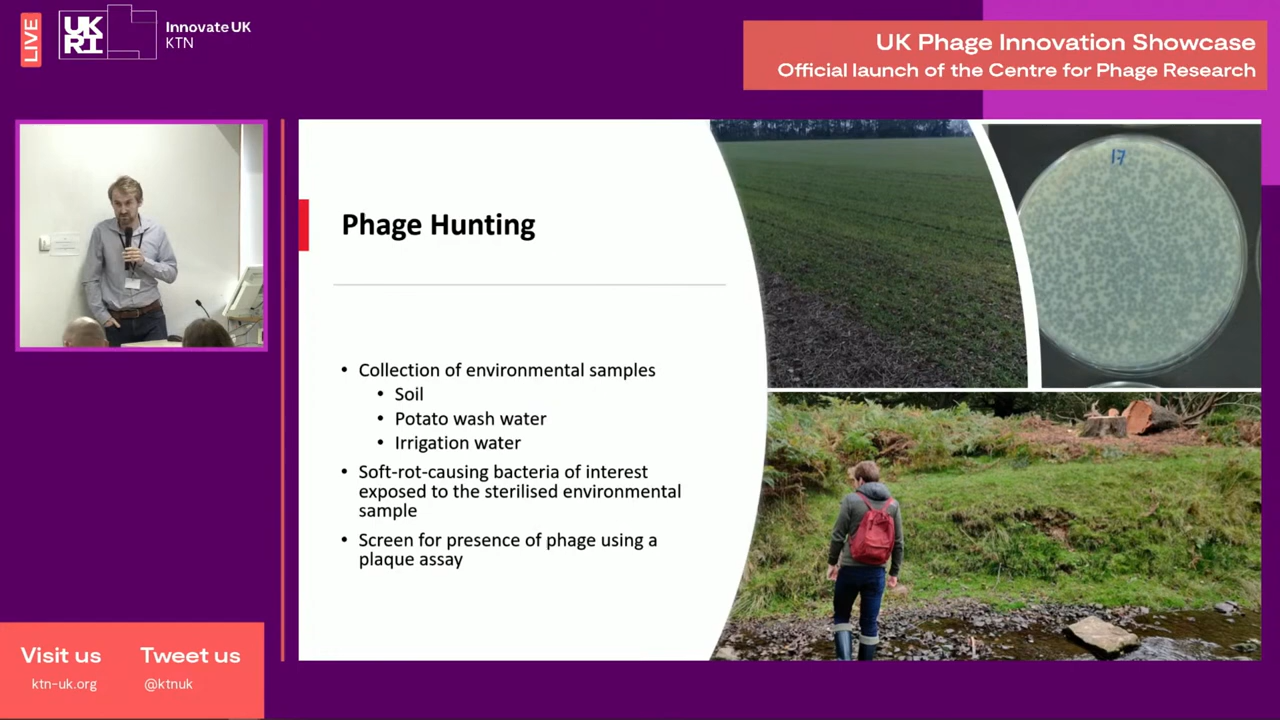 LIVE
UK
RI
Innovate UK
KTN
UK Phage Innovation Showcase
Official launch of the Centre for Phage Research
Phage Hunting
• Collection of environmental samples
• Soil
• Potato wash water
• Irrigation water
• Soft-rot-causing bacteria of interest
exposed to the sterilised environmental
sample
• Screen for presence of phage using a
plaque assay
17
Visit us
ktn-uk.org
Tweet us
@ktnuk